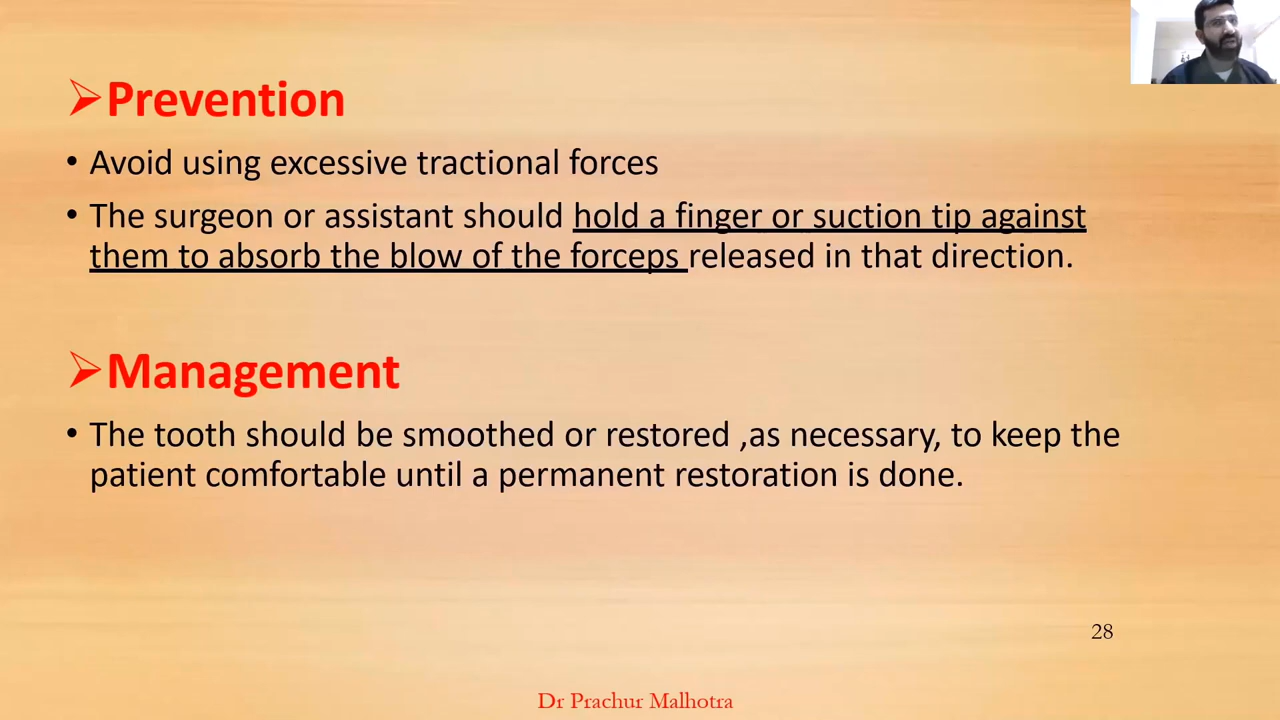 ➢Prevention
• Avoid using excessive tractional forces
• The surgeon or assistant should hold a finger or suction tip against
them to absorb the blow of the forceps released in that direction.
➢Management
• The tooth should be smoothed or restored ,as necessary, to keep the
patient comfortable until a permanent restoration is done.
28
Dr Prachur Malhotra